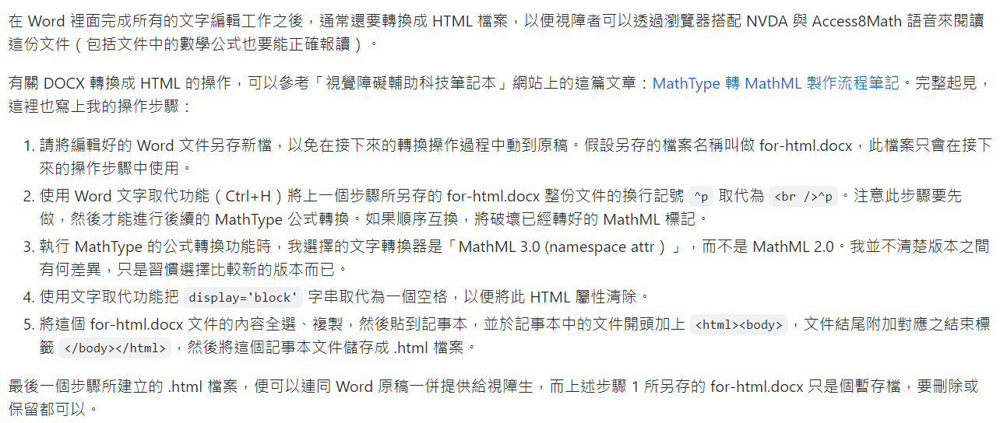 在 Word 裡面完成所有的文字編輯工作之後，通常還要轉換成 HTML 檔案，以便視障者可以透過瀏覽器搭配 NVDA 與 Access8Math 語音來閱讀
這份文件（包括文件中的數學公式也要能正確報讀）。
有關 DOCX 轉換成 HTML 的操作，可以參考「視覺障礙輔助科技筆記本」網站上的這篇文章：MathType 轉 MathML 製作流程筆記。完整起見，
這裡也寫上我的操作步驟：
1. 請將編輯好的 Word 文件另存新檔，以免在接下來的轉換操作過程中動到原稿。假設另存的檔案名稱叫做 for-html.docx，此檔案只會在接下
來的操作步驟中使用。
2. 使用 Word 文字取代功能（Ctrl+H）將上一個步驟所另存的 for-html.docx 整份文件的換行記號 ^p 取代為 <br />^p。注意此步驟要先
做，然後才能進行後續的 MathType 公式轉換。如果順序互換，將破壞已經轉好的 MathML 標記。
3. 執行 MathType 的公式轉換功能時，我選擇的文字轉換器是「MathML 3.0 (namespace attr）」，而不是 MathML 2.0。我並不清楚版本之間
有何差異，只是習慣選擇比較新的版本而已。
4. 使用文字取代功能把 display='block' 字串取代為一個空格，以便將此 HTML 屬性清除。
5. 將這個 for-html.docx 文件的內容全選、複製，然後貼到記事本，並於記事本中的文件開頭加上 <html><body>，文件結尾附加對應之結束標
籤 </body></html>，然後將這個記事本文件儲存成 .html 檔案。
最後一個步驟所建立的 .html 檔案，便可以連同 Word 原稿一併提供給視障生，而上述步驟 1 所另存的 for-html.docx 只是個暫存檔，要刪除或
保留都可以。